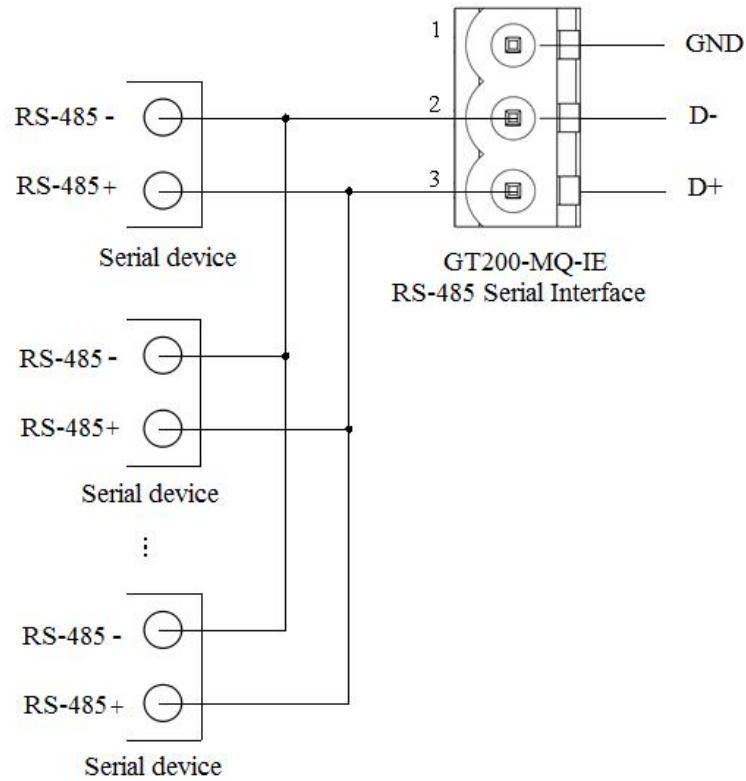 1
GND
RS-485 -
2
D-
RS-485 +
3
D+
Serial device
GT200-MQ-IE
RS-485 Serial Interface
RS-485 -
RS-485+
Serial device
RS-485 -
RS-485+
Serial device